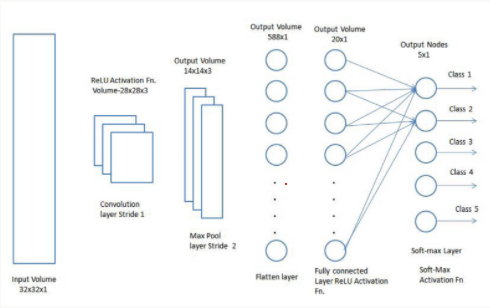 Input Volume
32x32x1
ReLU Activation Fn.
Volume-28x28x3
Convolution
layer Stride 1
Output Volume
14x14x3
Max Pool
layer Stride 2
Output Volume
588x1
Flatten layer
Output Volume
20x1
Fully connected
Layer ReLU Activation
Fn.
Output Nodes
5x1
Class 1
Class 2
Class 3
Class 4
Class 5
Soft-max Layer
Soft-Max
Activation Fn